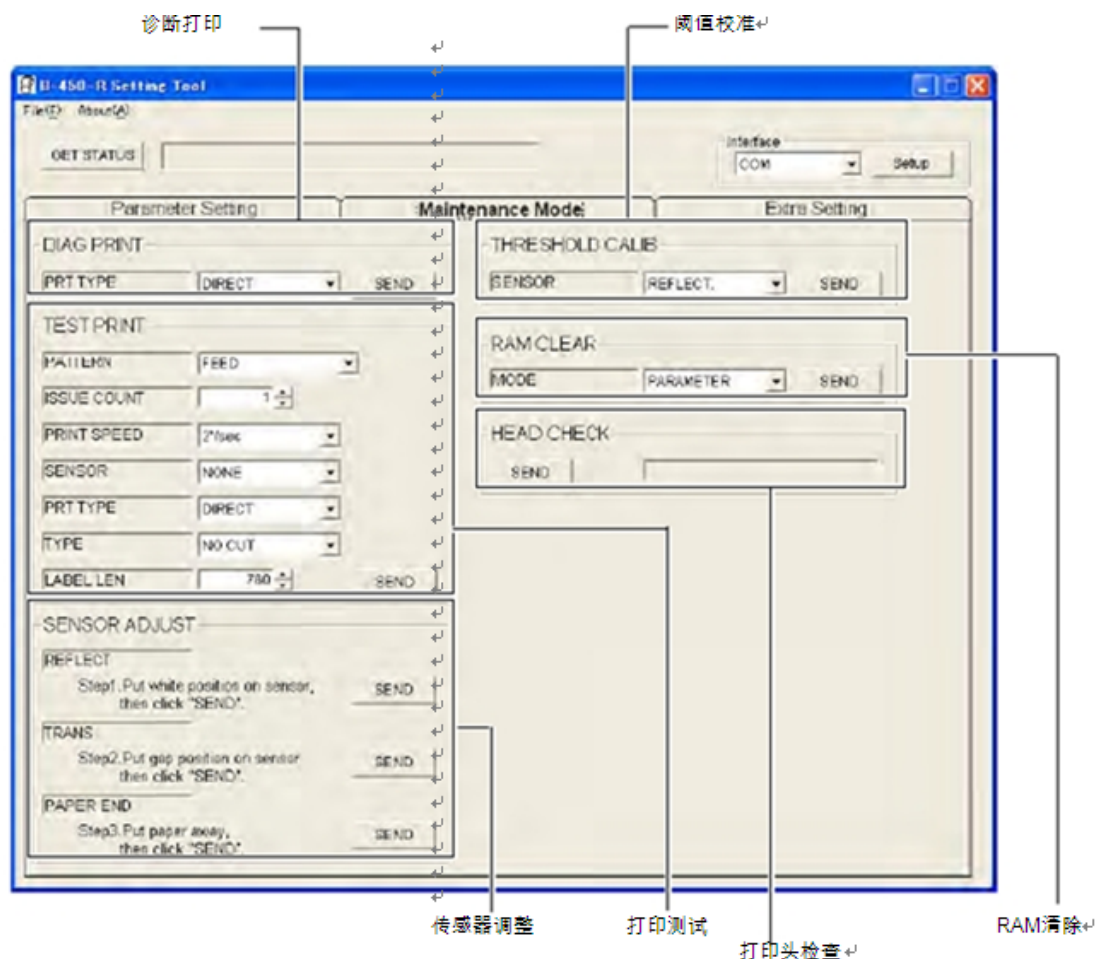 诊断打印
阈值校准
B-450-R Setting Tool
File(F) About(A)
GET STATUS
Interface
COM
Setup
Parameter Setting
Maintenance Mode
Extra Setting
DIAG PRINT
PRT TYPE
DIRECT
SEND
THRESHOLD CALIB
SENSOR
REFLECT.
SEND
TEST PRINT
PATTERN
FEED
ISSUE COUNT
1
PRINT SPEED
2"/sec
SENSOR
NONE
PRT TYPE
DIRECT
TYPE
NO CUT
LABEL LEN
780
SEND
RAM CLEAR
MODE
PARAMETER
SEND
HEAD CHECK
SEND
SENSOR ADJUST
REFLECT
Step1.Put white position on sensor,
then click "SEND".
SEND
TRANS
Step2.Put gap position on sensor
then click "SEND".
SEND
PAPER END
Step3.Put paper away,
then click "SEND".
SEND
传感器调整
打印测试
打印头检查
RAM清除